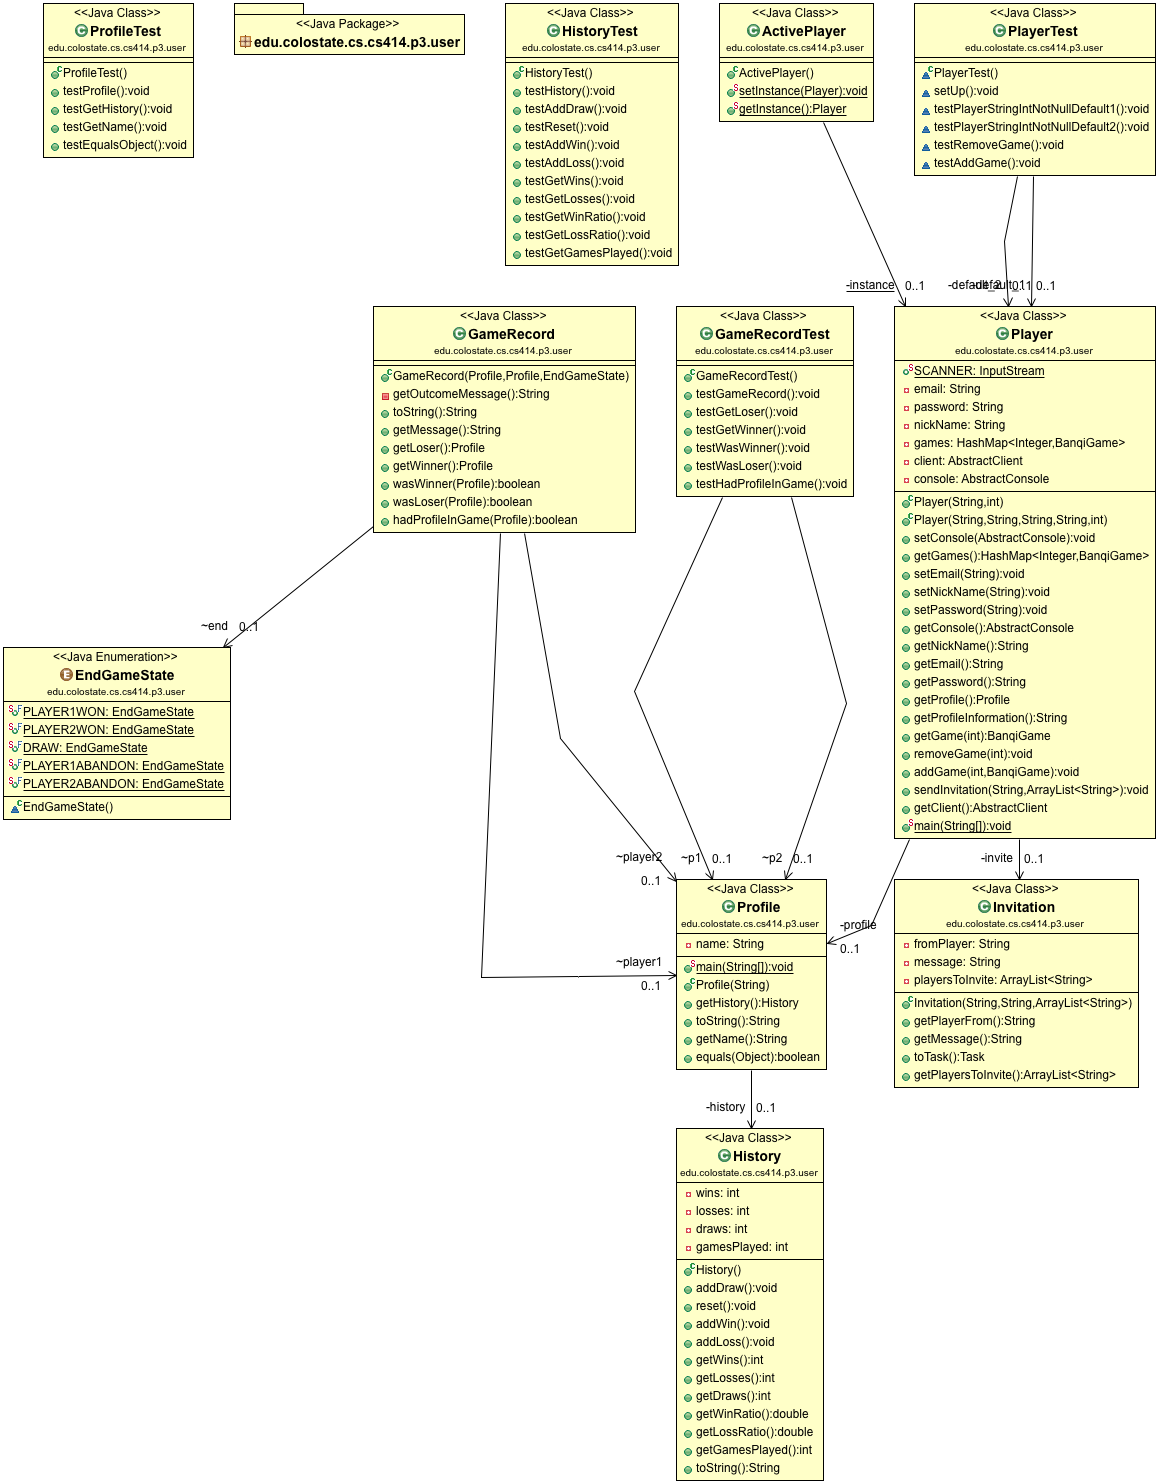 <<Java Class>>
ProfileTest
edu.colostate.cs.cs414.p3.user
ProfileTest()
testProfile():void
testGetHistory():void
testGetName():void
testEqualsObject():void
<<Java Package>>
edu.colostate.cs.cs414.p3.user
<<Java Class>>
HistoryTest
edu.colostate.cs.cs414.p3.user
HistoryTest()
testHistory():void
testAddDraw():void
testReset():void
testAddWin():void
testAddLoss():void
testGetWins():void
testGetLosses():void
testGetWinRatio():void
testGetLossRatio():void
testGetGamesPlayed():void
<<Java Class>>
ActivePlayer
edu.colostate.cs.cs414.p3.user
ActivePlayer()
setInstance(Player):void
getInstance():Player
<<Java Class>>
PlayerTest
edu.colostate.cs.cs414.p3.user
PlayerTest()
setUp():void
testPlayerStringIntNotNullDefault1():void
testPlayerStringIntNotNullDefault2():void
testRemoveGame():void
testAddGame():void
-instance 0..1
-default_2 0..1
-default_1 0..1
<<Java Class>>
GameRecord
edu.colostate.cs.cs414.p3.user
GameRecord(Profile,Profile,EndGameState)
getOutcomeMessage():String
toString():String
getMessage():String
getLoser():Profile
getWinner():Profile
wasWinner(Profile):boolean
wasLoser(Profile):boolean
hadProfileInGame(Profile):boolean
<<Java Class>>
GameRecordTest
edu.colostate.cs.cs414.p3.user
GameRecordTest()
testGameRecord():void
testGetLoser():void
testGetWinner():void
testWasWinner():void
testWasLoser():void
testHadProfileInGame():void
<<Java Class>>
Player
edu.colostate.cs.cs414.p3.user
SCANNER: InputStream
email: String
password: String
nickName: String
games: HashMap<Integer,BanqiGame>
client: AbstractClient
console: AbstractConsole
Player(String,int)
Player(String,String,String,String,int)
setConsole(AbstractConsole):void
getGames():HashMap<Integer,BanqiGame>
setEmail(String):void
setNickName(String):void
setPassword(String):void
getConsole():AbstractConsole
getNickName():String
getEmail():String
getPassword():String
getProfile():Profile
getProfileInformation():String
getGame(int):BanqiGame
removeGame(int):void
addGame(int,BanqiGame):void
sendInvitation(String,ArrayList<String>):void
getClient():AbstractClient
main(String[]):void
~end 0..1
<<Java Enumeration>>
EndGameState
edu.colostate.cs.cs414.p3.user
PLAYER1WON: EndGameState
PLAYER2WON: EndGameState
DRAW: EndGameState
PLAYER1ABANDON: EndGameState
PLAYER2ABANDON: EndGameState
EndGameState()
~player2
0..1
~p1 0..1
~p2 0..1
-invite 0..1
-profile
0..1
~player1
0..1
<<Java Class>>
Profile
edu.colostate.cs.cs414.p3.user
name: String
main(String[]):void
Profile(String)
getHistory():History
toString():String
getName():String
equals(Object):boolean
<<Java Class>>
Invitation
edu.colostate.cs.cs414.p3.user
fromPlayer: String
message: String
playersToInvite: ArrayList<String>
Invitation(String,String,ArrayList<String>)
getPlayerFrom():String
getMessage():String
toTask():Task
getPlayersToInvite():ArrayList<String>
-history 0..1
<<Java Class>>
History
edu.colostate.cs.cs414.p3.user
wins: int
losses: int
draws: int
gamesPlayed: int
History()
addDraw():void
reset():void
addWin():void
addLoss():void
getWins():int
getLosses():int
getDraws():int
getWinRatio():double
getLossRatio():double
getGamesPlayed():int
toString():String